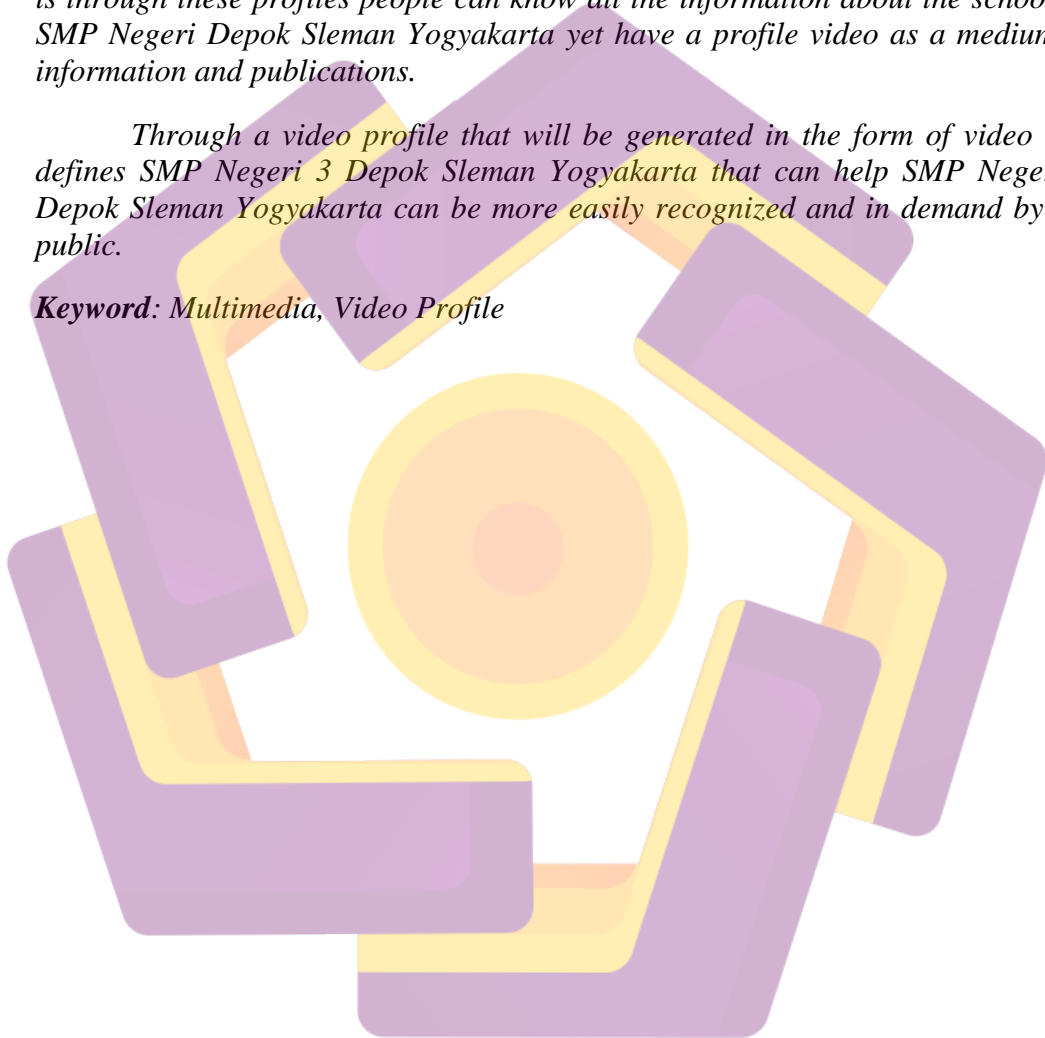 is through these profiles people can know all the information about the schoo
SMP Negeri Depok Sleman Yogyakarta yet have a profile video as a medium
information and publications.
Through a video profile that will be generated in the form of video
defines SMP Negeri 3 Depok Sleman Yogyakarta that can help SMP Nege
Depok Sleman Yogyakarta can be more easily recognized and in demand by
public.
Keyword: Multimedia, Video Profile